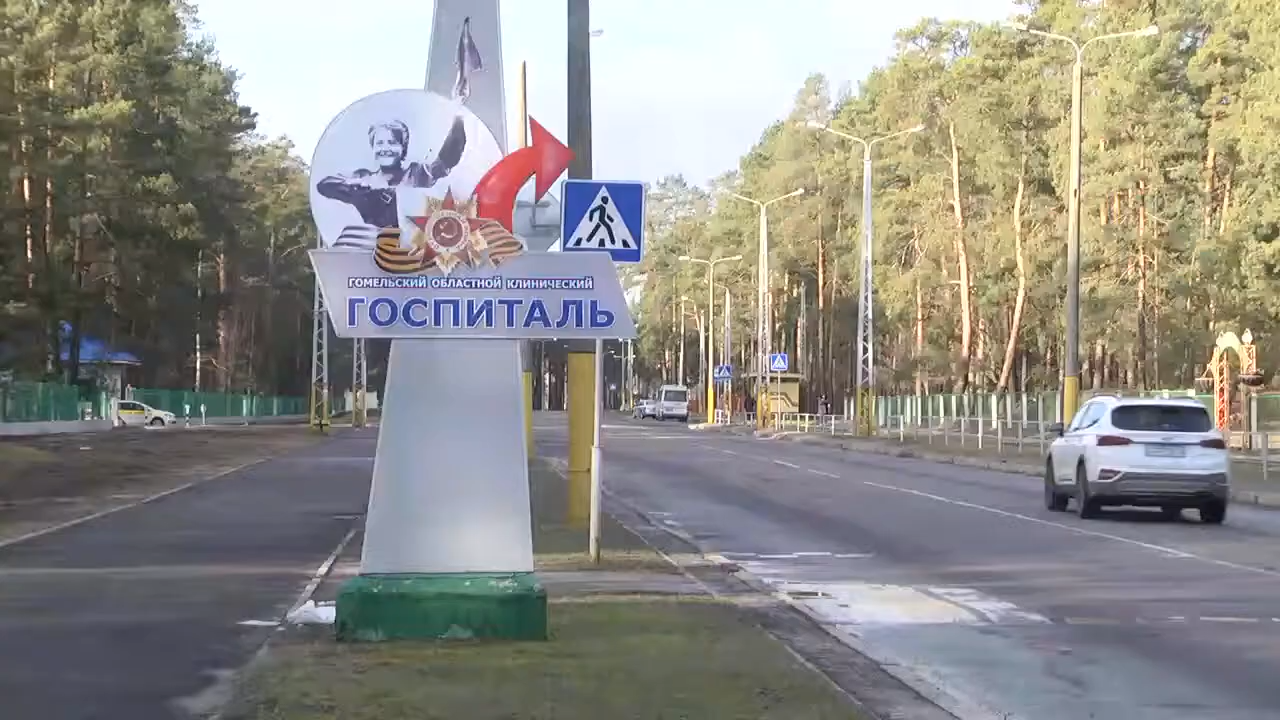 ГОМЕЛЬСКИЙ ОБЛАСТНОЙ КЛИНИЧЕСКИЙ
ГОСПИТАЛЬ